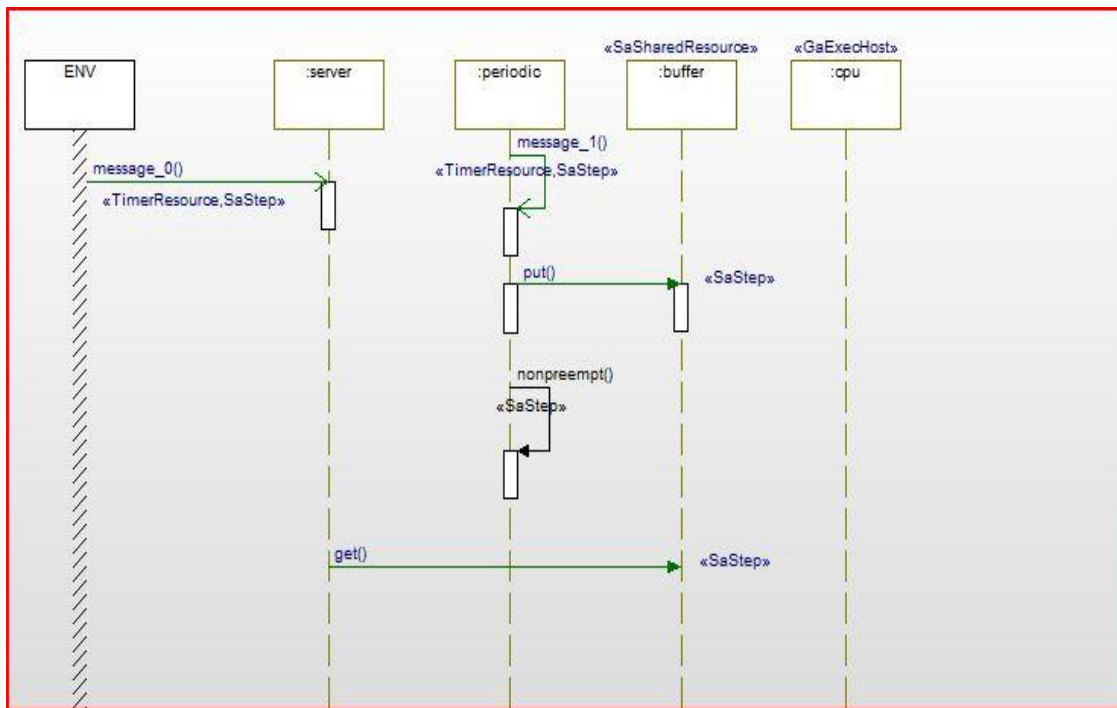 «SaSharedResource»
«GaExecHost»
ENV
:server
:periodic
:buffer
:cpu
message_1()
message_0()
«TimerResource,SaStep»
«TimerResource,SaStep»
put()
«SaStep»
nonpreempt()
«SaStep»
get()
«SaStep»